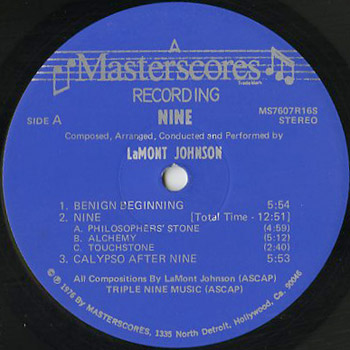 A
Masterscores
TradeMark
RECORDING
MS7607R16S
SIDE A
NINE
STEREO
Composed, Arranged, Conducted and Performed by
LaMONT JOHNSON
1. BENIGN BEGINNING 5:54
2. NINE [Total Time - 12:51]
A. PHILOSOPHERS' STONE (4:59)
B. ALCHEMY (5:12)
C. TOUCHSTONE (2:40)
3. CALYPSO AFTER NINE 5:53
All Compositions By LaMont Johnson (ASCAP)
TRIPLE NINE MUSIC (ASCAP)
© ℗ 1976 By MASTERSCORES, 1335 North Detroit, Hollywood, Ca. 90046